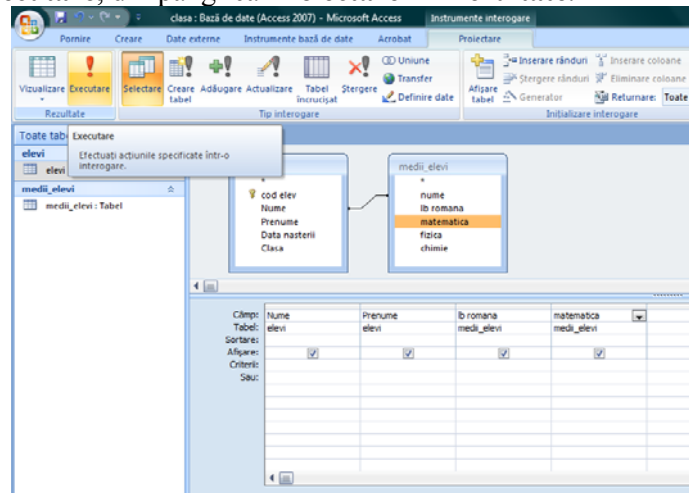 clasa : Bază de date (Access 2007) - Microsoft Access Instrumente interogare
Pornire Creare Date externe Instrumente bază de date Acrobat Proiectare
Vizualizare Executare Selectare Creare tabel Adăugare Actualizare Tabel încrucișat Ștergere
Uniune
Transfer
Definire date
Afișare tabel
Inserare rânduri
Ștergere rânduri
Generator
Inserare coloane
Eliminare coloane
Returnare: Toate
Rezultate Tip interogare Inițializare interogare
Toate tab
Executare
Efectuați acțiunile specificate într-o
interogare.
elevi
elevi
medii_elevi
medii_elevi : Tabel
*
cod elev
Nume
Prenume
Data nasterii
Clasa
medii_elevi
*
nume
lb romana
matematica
fizica
chimie
Câmp: Nume Prenume lb romana matematica
Tabel: elevi elevi medii_elevi medii_elevi
Sortare:
Afișare:
Criterii:
Sau: